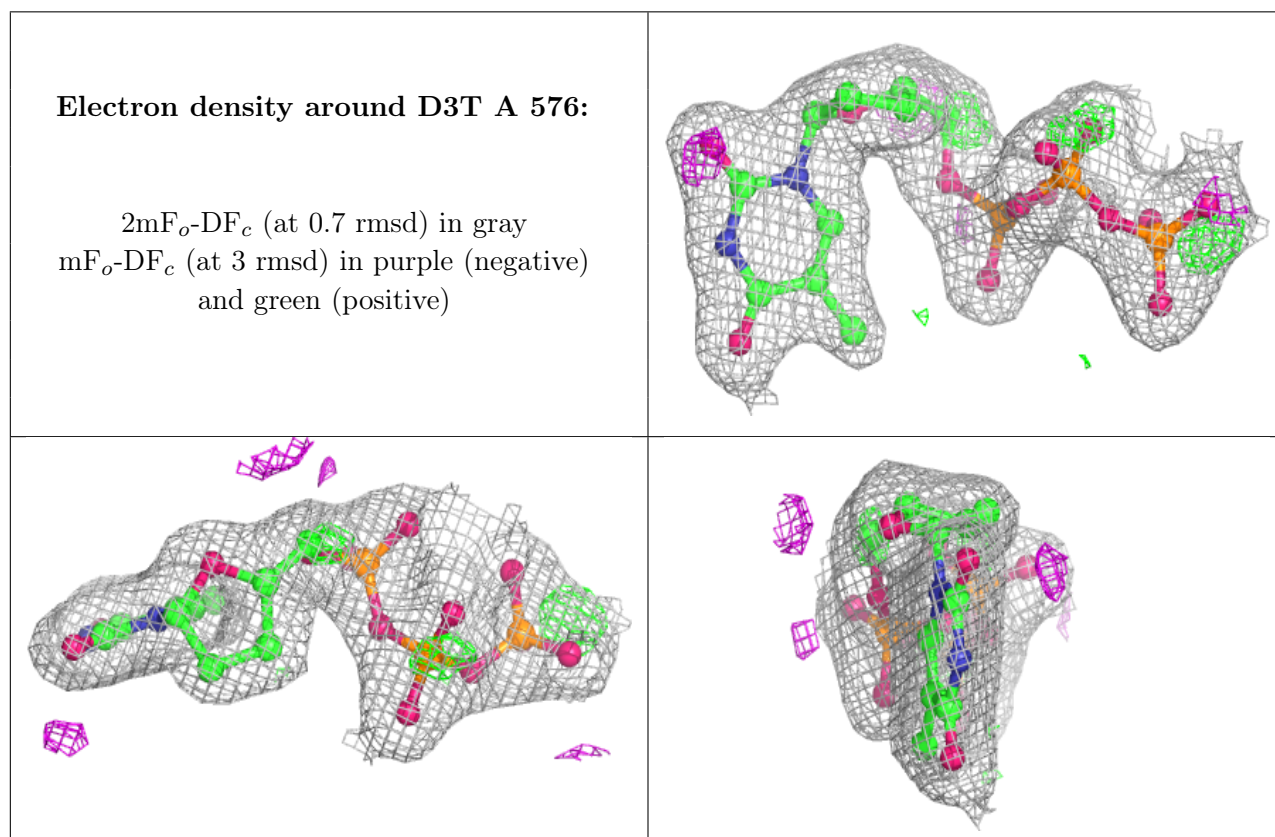 Electron density around D3T A 576:
2mFo-DFc (at 0.7 rmsd) in gray
mFo-DFc (at 3 rmsd) in purple (negative)
and green (positive)